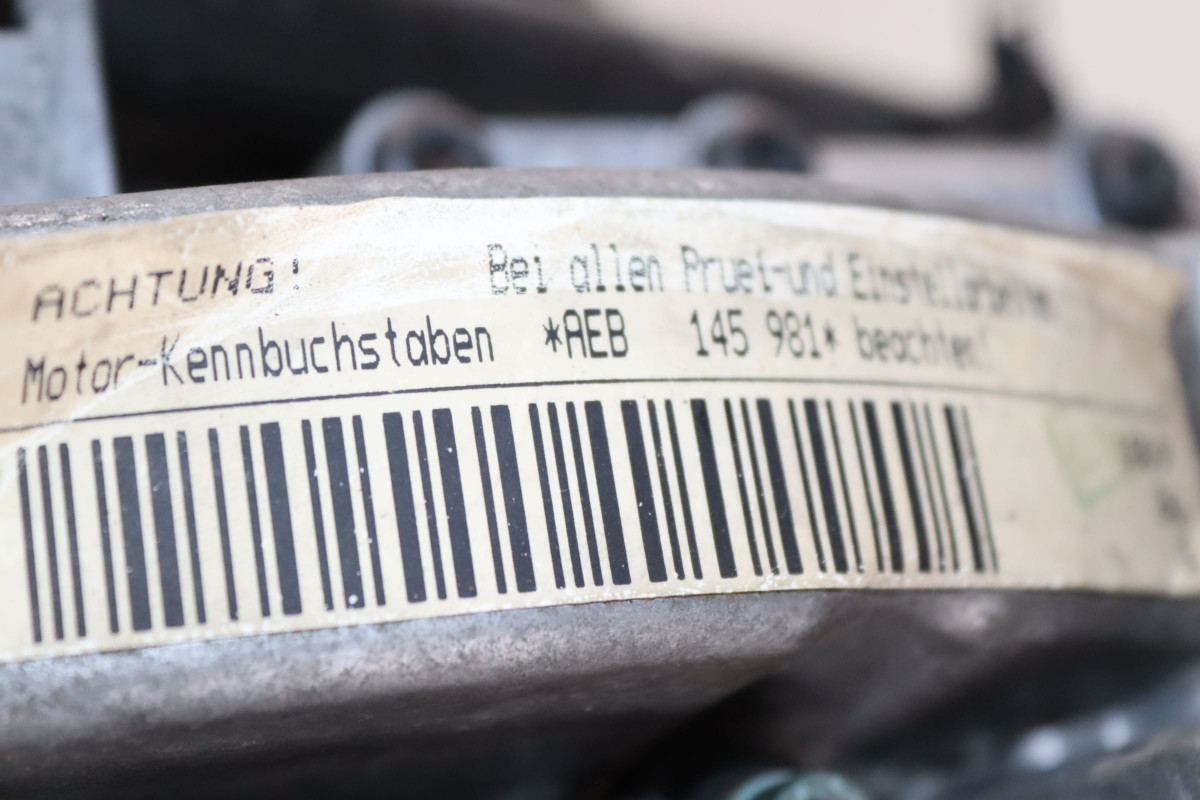 ACHTUNG! Bei allen Pruef-und Einstellarbeiten
Motor-Kennbuchstaben *AEB 145 981* beachten!